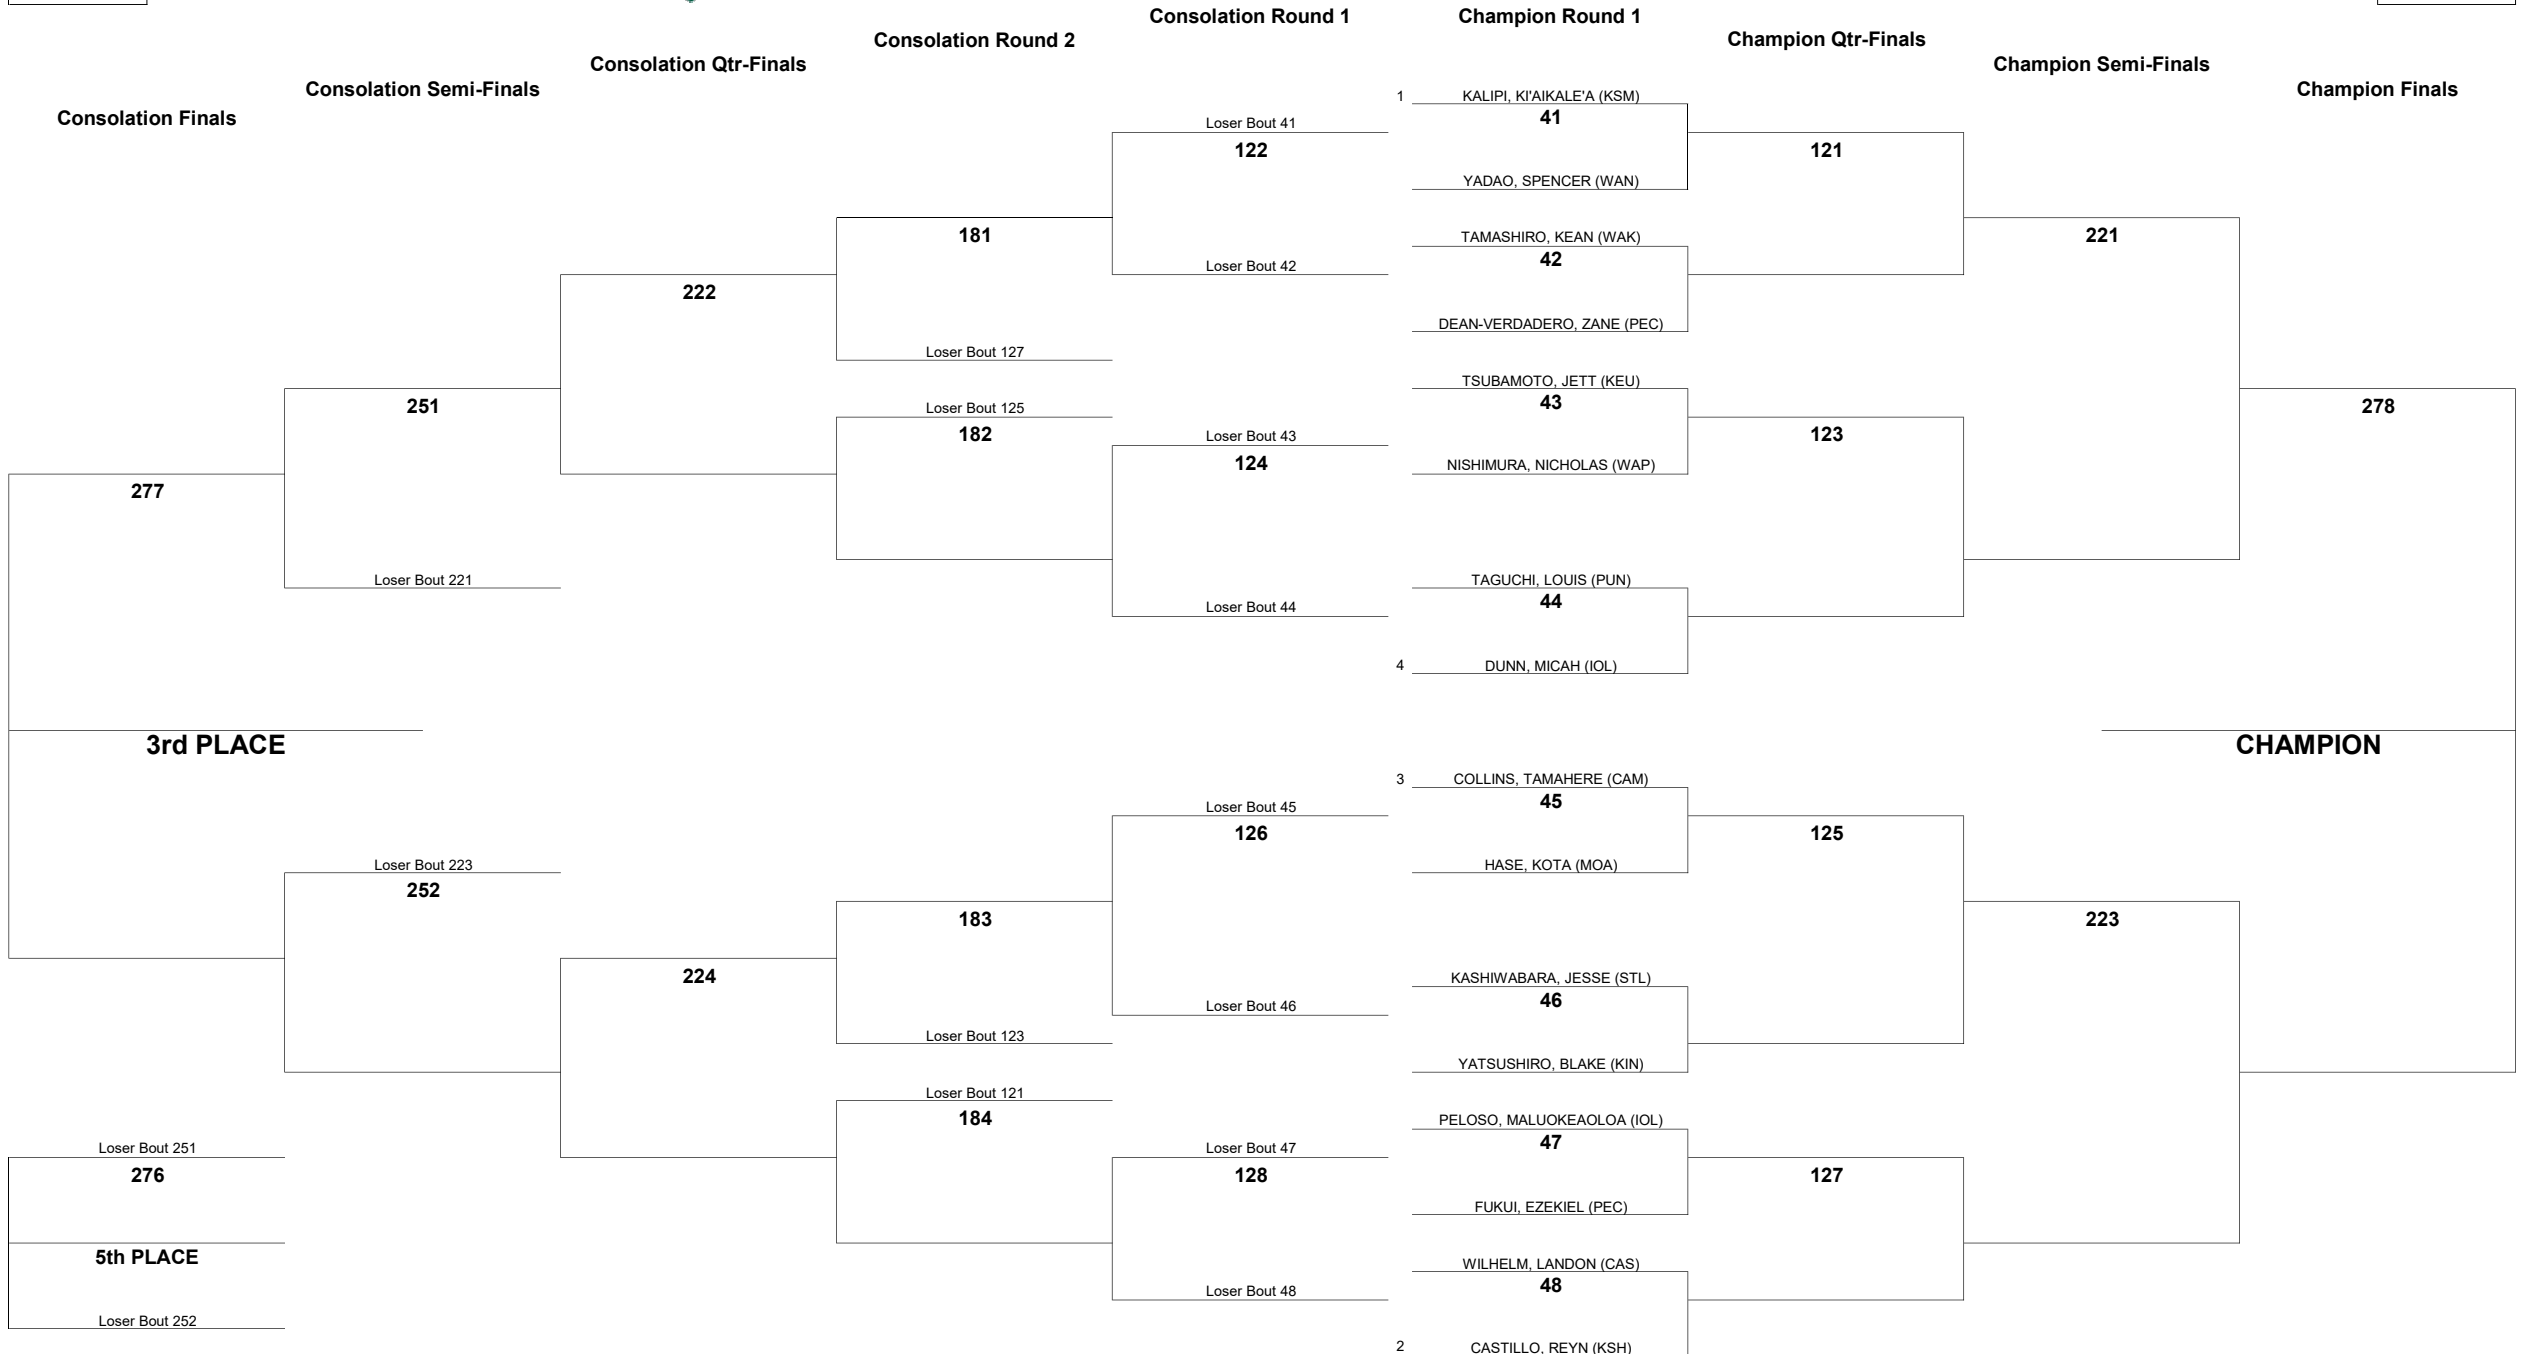 Consolation Round 1
Champion Round 1
Consolation Round 2
Champion Qtr-Finals
Consolation Qtr-Finals
Champion Semi-Finals
Consolation Semi-Finals
Champion Finals
Consolation Finals
1 KALIPI, KI'AIKALE'A (KSM)
41
Loser Bout 41
122
121
YADAO, SPENCER (WAN)
181
TAMASHIRO, KEAN (WAK)
221
42
Loser Bout 42
222
DEAN-VERDADERO, ZANE (PEC)
Loser Bout 127
TSUBAMOTO, JETT (KEU)
251
Loser Bout 125
43
278
182
Loser Bout 43
123
124
NISHIMURA, NICHOLAS (WAP)
277
Loser Bout 221
TAGUCHI, LOUIS (PUN)
44
Loser Bout 44
4 DUNN, MICAH (IOL)
3rd PLACE
CHAMPION
3 COLLINS, TAMAHERE (CAM)
45
Loser Bout 45
126
125
Loser Bout 223
HASE, KOTA (MOA)
252
183
223
224
KASHIWABARA, JESSE (STL)
46
Loser Bout 46
Loser Bout 123
YATSUSHIRO, BLAKE (KIN)
Loser Bout 121
184
PELOSO, MALUOKEAOLOA (IOL)
47
Loser Bout 251
Loser Bout 47
276
128
127
FUKUI, EZEKIEL (PEC)
5th PLACE
WILHELM, LANDON (CAS)
48
Loser Bout 48
Loser Bout 252
2 CASTILLO, REYN (KSH)